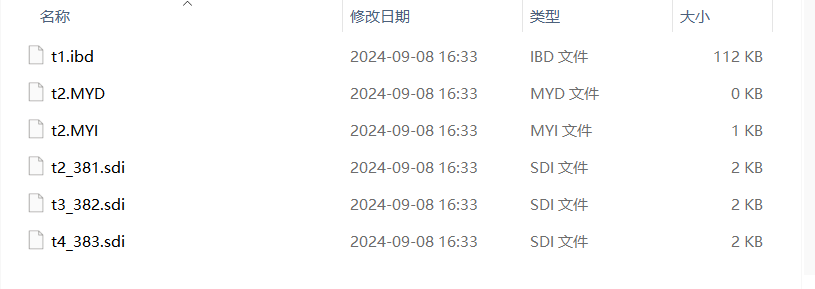 名称 修改日期 类型 大小
t1.ibd 2024-09-08 16:33 IBD 文件 112 KB
t2.MYD 2024-09-08 16:33 MYD 文件 0 KB
t2.MYI 2024-09-08 16:33 MYI 文件 1 KB
t2_381.sdi 2024-09-08 16:33 SDI 文件 2 KB
t3_382.sdi 2024-09-08 16:33 SDI 文件 2 KB
t4_383.sdi 2024-09-08 16:33 SDI 文件 2 KB